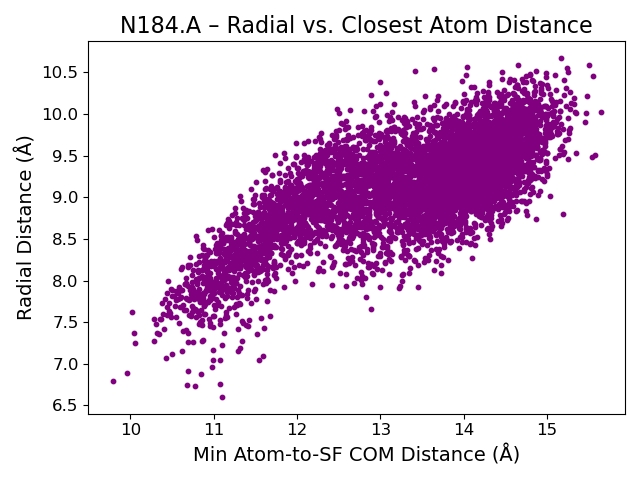 N184.A – Radial vs. Closest Atom Distance
10.5
10.0
9.5
9.0
8.5
8.0
7.5
7.0
6.5
Radial Distance (Å)
10 11 12 13 14 15
Min Atom-to-SF COM Distance (Å)